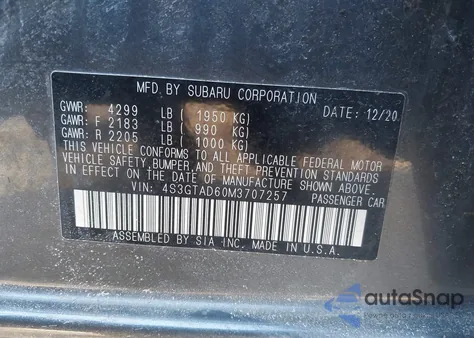 MFD. BY SUBARU CORPORATION
GVWR: 4299 LB ( 1950 KG) DATE: 12/20
GAWR: F 2183 LB ( 990 KG)
GAWR: R 2205 LB ( 1000 KG)
THIS VEHICLE CONFORMS TO ALL APPLICABLE FEDERAL MOTOR
VEHICLE SAFETY, BUMPER, AND THEFT PREVENTION STANDARDS
IN EFFECT ON THE DATE OF MANUFACTURE SHOWN ABOVE.
VIN: 4S3GTAD60M3707257 PASSENGER CAR
ASSEMBLED BY SIA INC. MADE IN U.S.A.
autoSnap